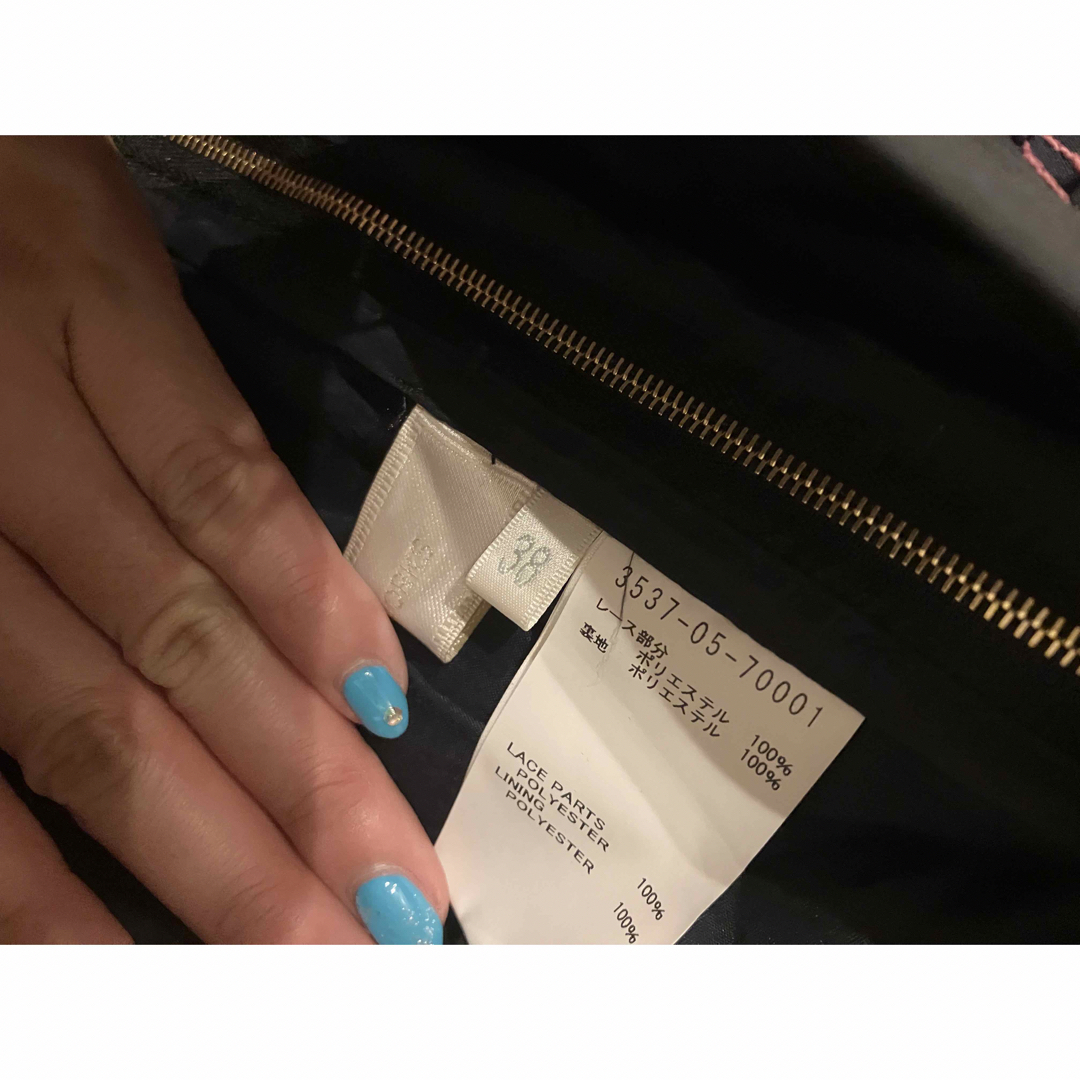 38
3537-05-70001
レース部分
ポリエステル 100%
裏地
ポリエステル 100%
LACE PARTS
POLYESTER 100%
LINING
POLYESTER 100%